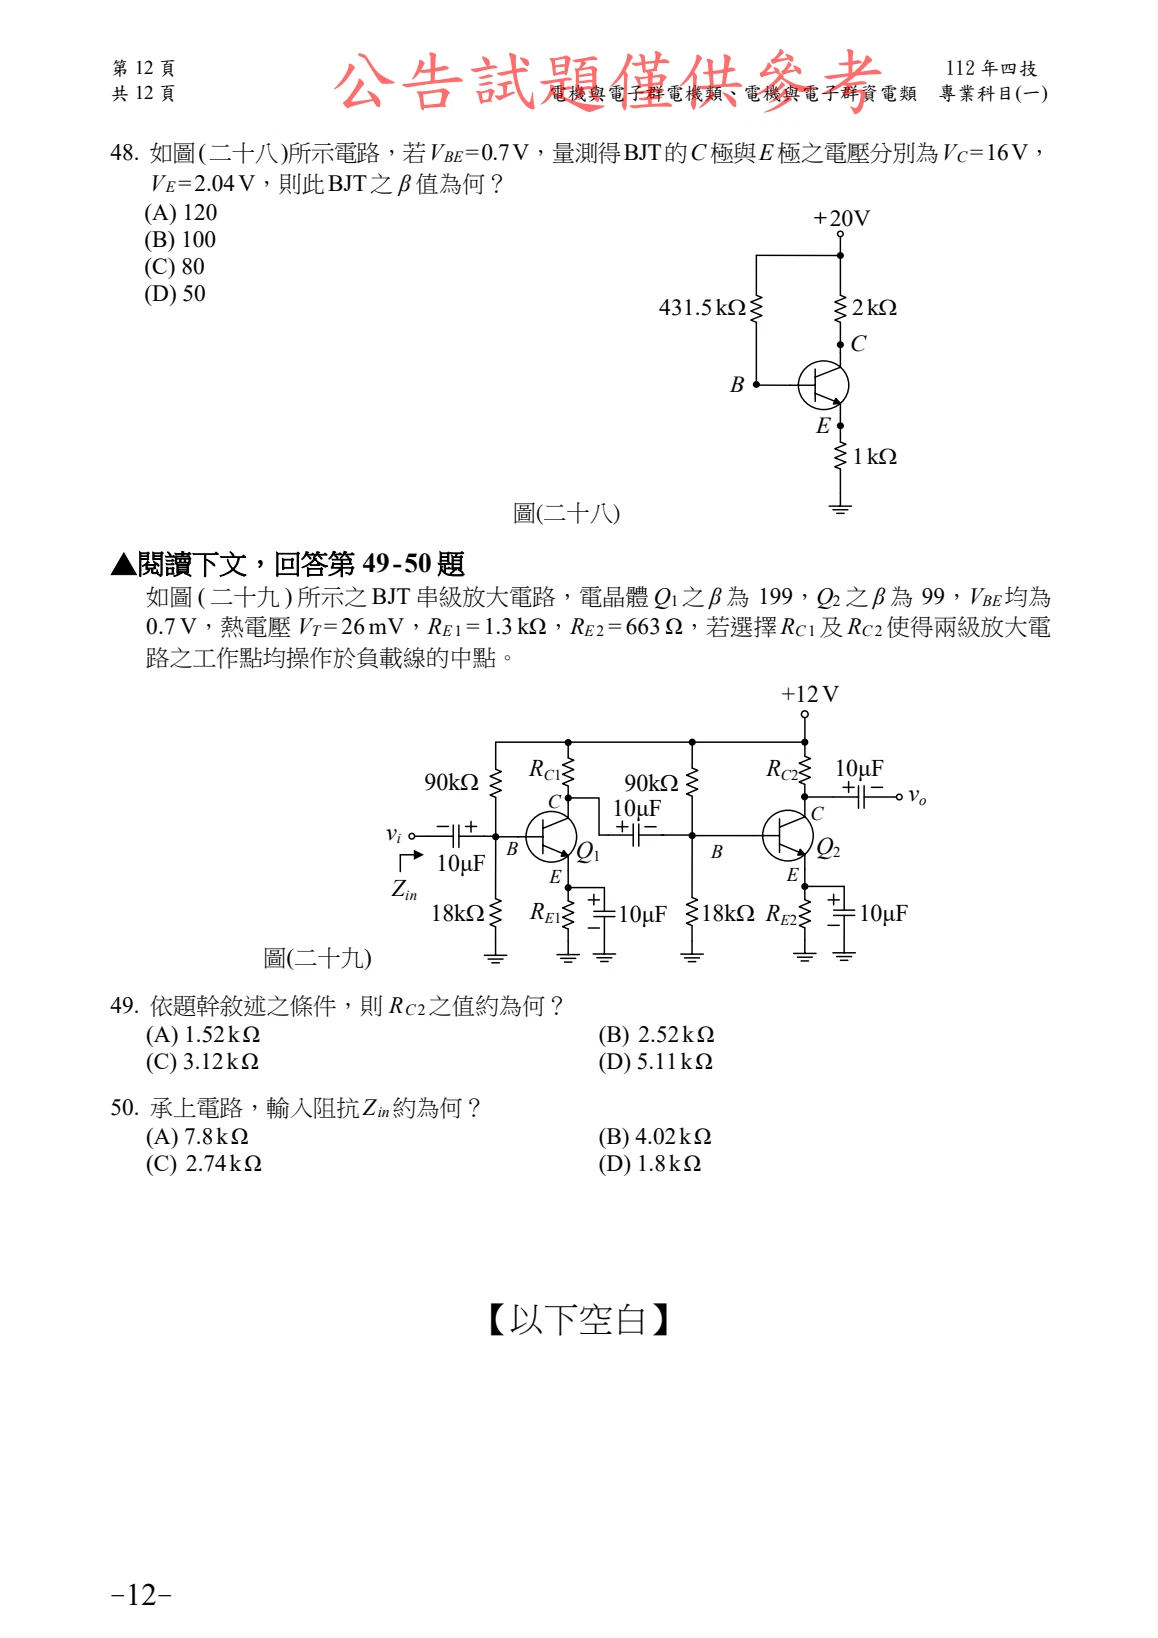 第 12 頁
共 12 頁
公告試題僅供參考
112 年四技
電機與電子群電機類、電機與電子群資電類 專業科目(一)
48. 如圖(二十八)所示電路，若VBE=0.7V，量測得BJT的C極與E極之電壓分別為VC=16V，
VE=2.04V，則此BJT之β值為何？
(A) 120
(B) 100
(C) 80
(D) 50
+20V
431.5kΩ
2kΩ
C
B
E
1kΩ
圖(二十八)
▲閱讀下文，回答第 49-50 題
如圖(二十九)所示之 BJT 串級放大電路，電晶體 Q1之β為 199，Q2之β為 99，VBE均為
0.7 V，熱電壓 VT=26mV，RE1=1.3 kΩ，RE2=663 Ω，若選擇RC1及RC2使得兩級放大電
路之工作點均操作於負載線的中點。
+12V
90kΩ
RC1
90kΩ
RC2
10μF
+
−
vo
C
10μF
+
−
C
vi
−
+
10μF
B
Q1
B
Q2
Zin
E
E
18kΩ
RE1
+
−
10μF
18kΩ
RE2
+
−
10μF
圖(二十九)
49. 依題幹敘述之條件，則 RC2之值約為何？
(A) 1.52kΩ
(B) 2.52kΩ
(C) 3.12kΩ
(D) 5.11kΩ
50. 承上電路，輸入阻抗Zin約為何？
(A) 7.8kΩ
(B) 4.02kΩ
(C) 2.74kΩ
(D) 1.8kΩ
【以下空白】
-12-